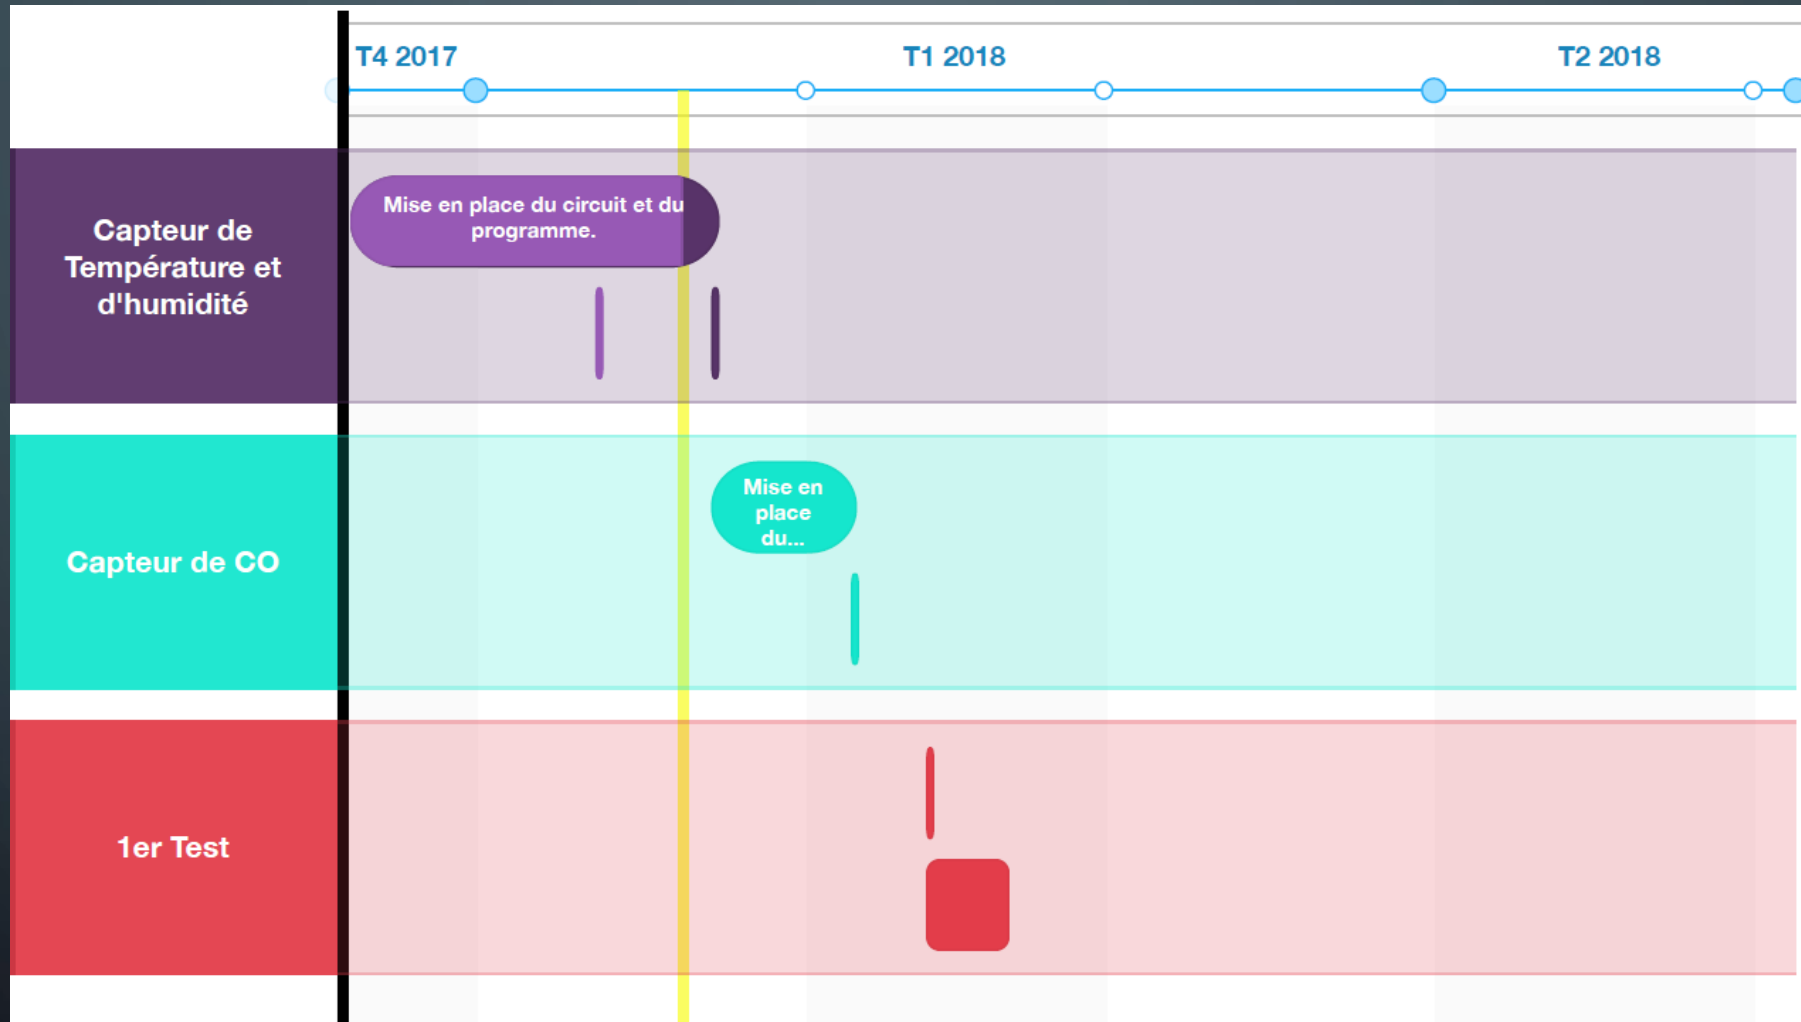 T4 2017
T1 2018
T2 2018
Capteur de
Température et
d'humidité
Mise en place du circuit et du
programme.
Capteur de CO
Mise en
place
du...
1er Test